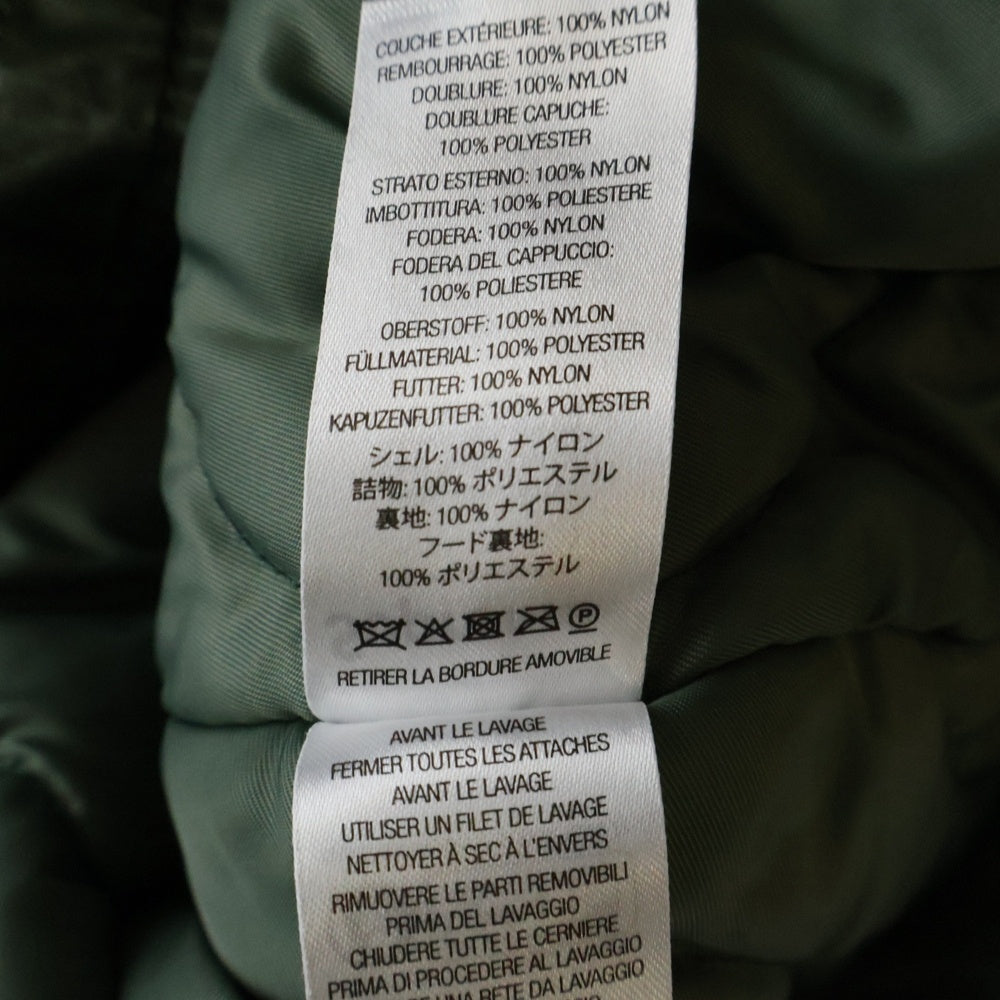 COUCHE EXTÉRIEURE: 100% NYLON
REMBOURRAGE: 100% POLYESTER
DOUBLURE: 100% NYLON
DOUBLURE CAPUCHE:
100% POLYESTER
STRATO ESTERNO: 100% NYLON
IMBOTTITURA: 100% POLIESTERE
FODERA: 100% NYLON
FODERA DEL CAPPUCCIO:
100% POLIESTERE
OBERSTOFF: 100% NYLON
FÜLLMATERIAL: 100% POLYESTER
FUTTER: 100% NYLON
KAPUZENFUTTER: 100% POLYESTER
シェル: 100% ナイロン
詰物: 100% ポリエステル
裏地: 100% ナイロン
フード裏地:
100% ポリエステル
P
RETIRER LA BORDURE AMOVIBLE
AVANT LE LAVAGE
FERMER TOUTES LES ATTACHES
AVANT LE LAVAGE
UTILISER UN FILET DE LAVAGE
NETTOYER À SEC À L'ENVERS
RIMUOVERE LE PARTI REMOVIBILI
PRIMA DEL LAVAGGIO
CHIUDERE TUTTE LE CERNIERE
PRIMA DI PROCEDERE AL LAVAGGIO
UNA RETE DA LAVAGGIO